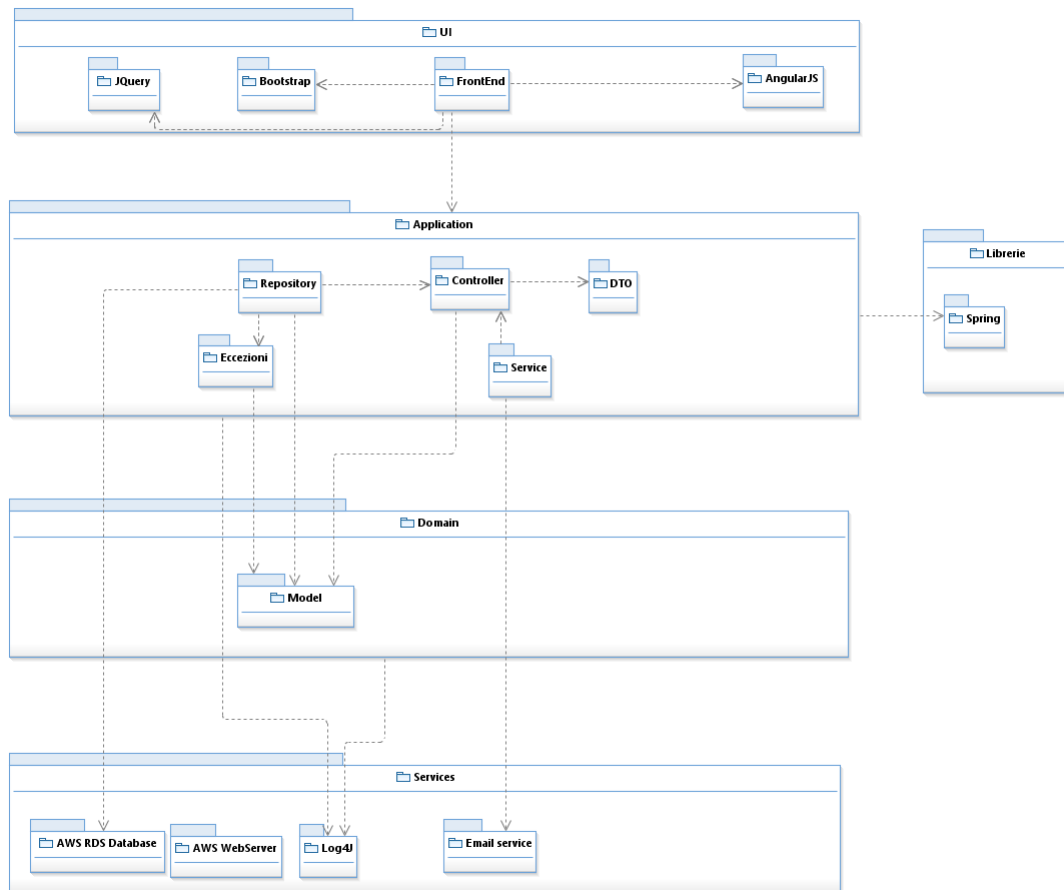 UI
JQuery
Bootstrap
FrontEnd
AngularJS
Application
Repository
Controller
DTO
Eccezioni
Service
Librerie
Spring
Domain
Model
Services
AWS RDS Database
AWS WebServer
Log4J
Email service